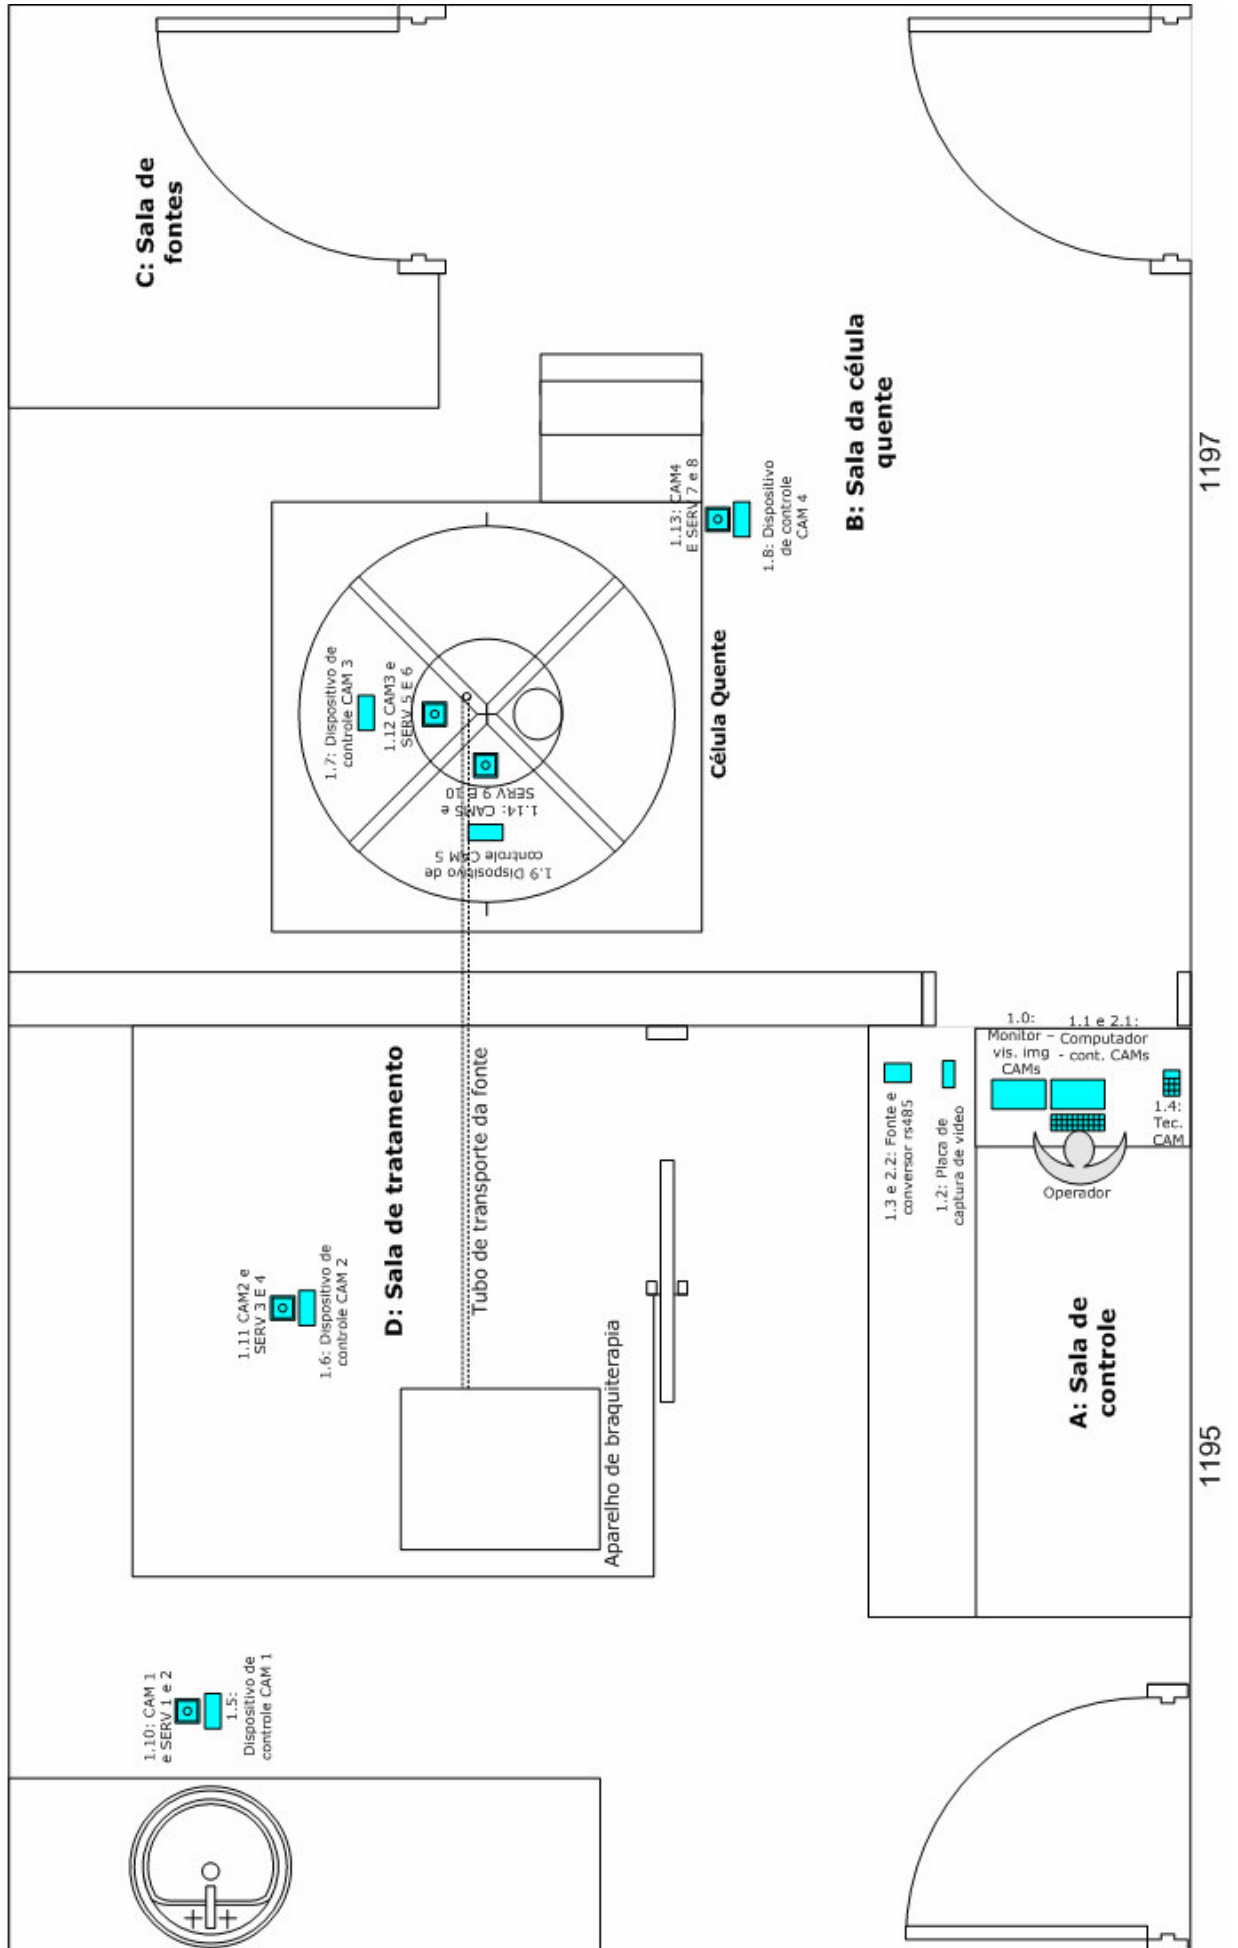 C: Sala de
fontes
B: Sala da célula
quente
1197
1.13: CAM4
E SERV 7 e 8
1.8: Dispositivo
de controle
CAM 4
Célula Quente
1.7: Dispositivo de
controle CAM 3
1.12 CAM3 e
SERV 5 E 6
1.14: CAM5 e
SERV 9 E 10
1.9 Dispositivo de
controle CAM 5
D: Sala de tratamento
Tubo de transporte da fonte
1.11 CAM2 e
SERV 3 E 4
1.6: Dispositivo de
controle CAM 2
Aparelho de braquiterapia
1.0:
Monitor –
vis. img
CAMs
1.1 e 2.1:
Computador
- cont. CAMs
1.4:
Tec.
CAM
1.3 e 2.2: Fonte e
conversor rs485
1.2: Placa de
captura de video
Operador
A: Sala de
controle
1195
1.10: CAM 1
e SERV 1 e 2
1.5:
Dispositivo de
controle CAM 1